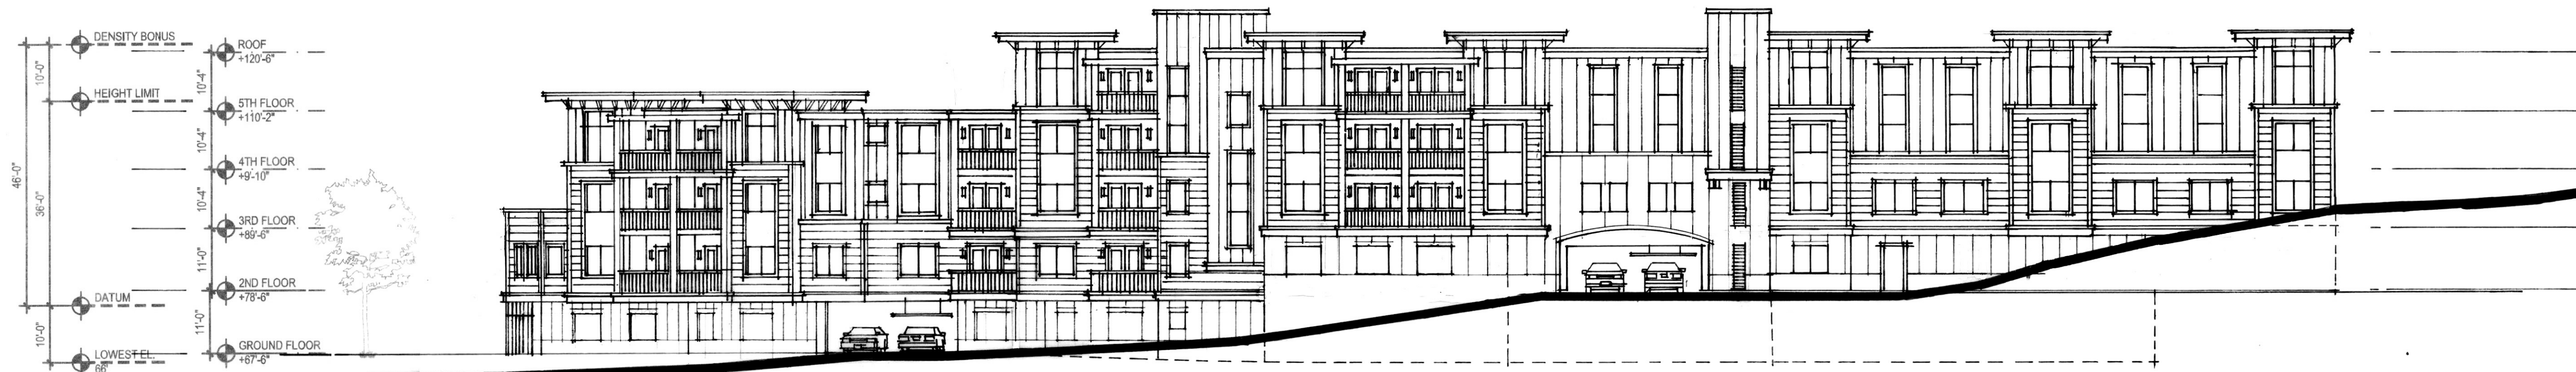 DENSITY BONUS
ROOF
+120'-6"
10'-0"
10'-4"
HEIGHT LIMIT
5TH FLOOR
+110'-2"
10'-4"
4TH FLOOR
+9'-10"
46'-0"
36'-0"
10'-4"
3RD FLOOR
+89'-6"
11'-0"
2ND FLOOR
+78'-6"
DATUM
11'-0"
10'-0"
GROUND FLOOR
+67'-6"
LOWEST EL.
66'